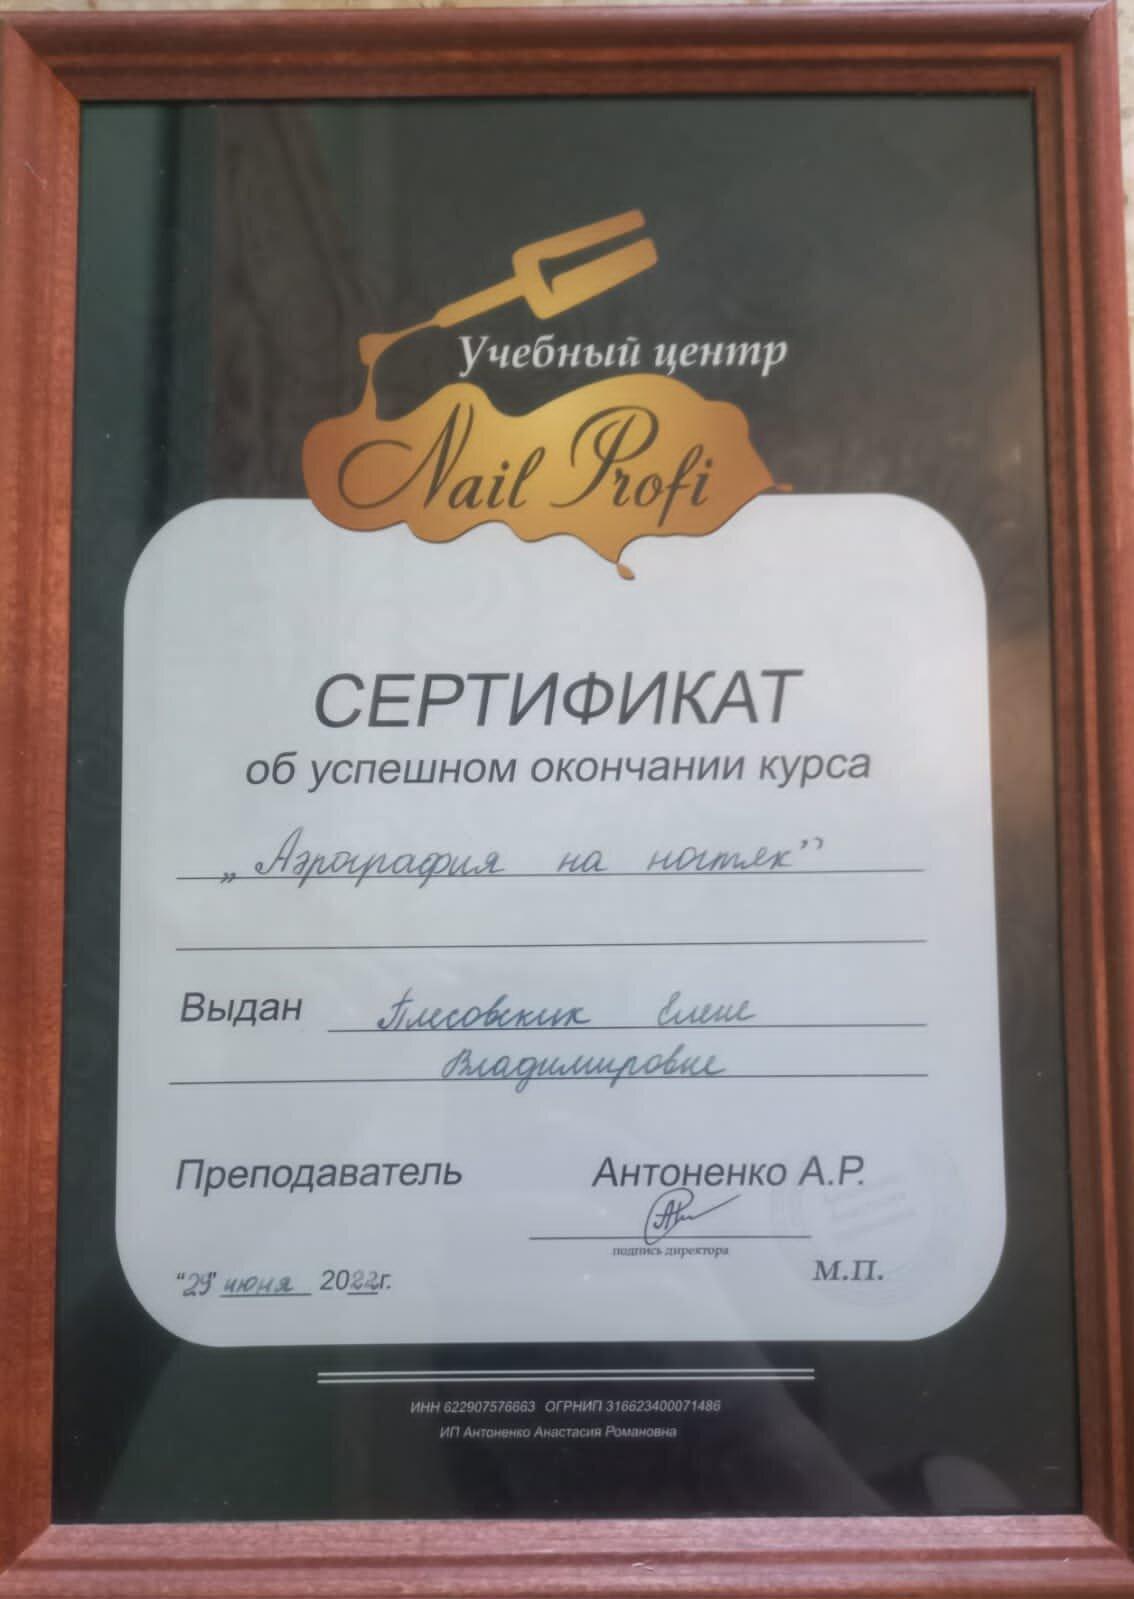 Учебный центр
Nail Profi
СЕРТИФИКАТ
об успешном окончании курса
„Аэрография на ногтях”
Выдан Плесовских Елене
Владимировне
Преподаватель Антоненко А.Р.
подпись директора
"29" июня 2022г.
М.П.
ИНН 622907576663 ОГРНИП 316623400071486
ИП Антоненко Анастасия Романовна